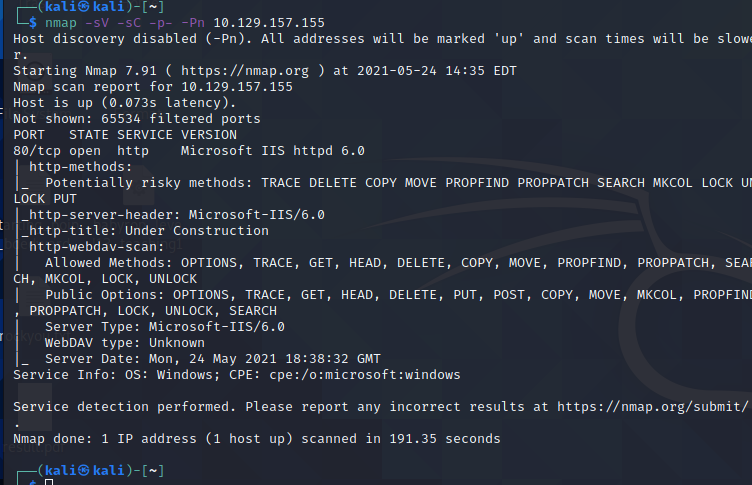 (kali㉿kali)-[~]
$ nmap -sV -sC -p- -Pn 10.129.157.155
Host discovery disabled (-Pn). All addresses will be marked 'up' and scan times will be slowe
r.
Starting Nmap 7.91 ( https://nmap.org ) at 2021-05-24 14:35 EDT
Nmap scan report for 10.129.157.155
Host is up (0.073s latency).
Not shown: 65534 filtered ports
PORT   STATE SERVICE VERSION
80/tcp open  http    Microsoft IIS httpd 6.0
| http-methods:
|_  Potentially risky methods: TRACE DELETE COPY MOVE PROPFIND PROPPATCH SEARCH MKCOL LOCK UN
LOCK PUT
|_http-server-header: Microsoft-IIS/6.0
|_http-title: Under Construction
| http-webdav-scan:
|   Allowed Methods: OPTIONS, TRACE, GET, HEAD, DELETE, COPY, MOVE, PROPFIND, PROPPATCH, SEAR
CH, MKCOL, LOCK, UNLOCK
|   Public Options: OPTIONS, TRACE, GET, HEAD, DELETE, PUT, POST, COPY, MOVE, MKCOL, PROPFIND
, PROPPATCH, LOCK, UNLOCK, SEARCH
|   Server Type: Microsoft-IIS/6.0
|   WebDAV type: Unknown
|_  Server Date: Mon, 24 May 2021 18:38:32 GMT
Service Info: OS: Windows; CPE: cpe:/o:microsoft:windows
Service detection performed. Please report any incorrect results at https://nmap.org/submit/
.
Nmap done: 1 IP address (1 host up) scanned in 191.35 seconds
(kali㉿kali)-[~]
$